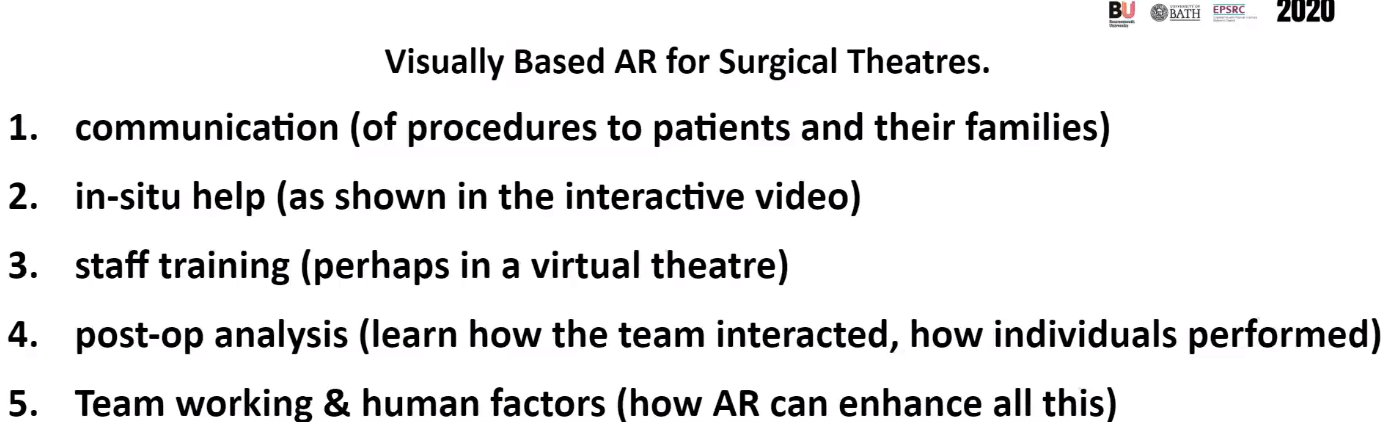 BU
Bournemouth
University
UNIVERSITY OF
BATH
EPSRC
2020
Visually Based AR for Surgical Theatres.
1. communication (of procedures to patients and their families)
2. in-situ help (as shown in the interactive video)
3. staff training (perhaps in a virtual theatre)
4. post-op analysis (learn how the team interacted, how individuals performed)
5. Team working & human factors (how AR can enhance all this)